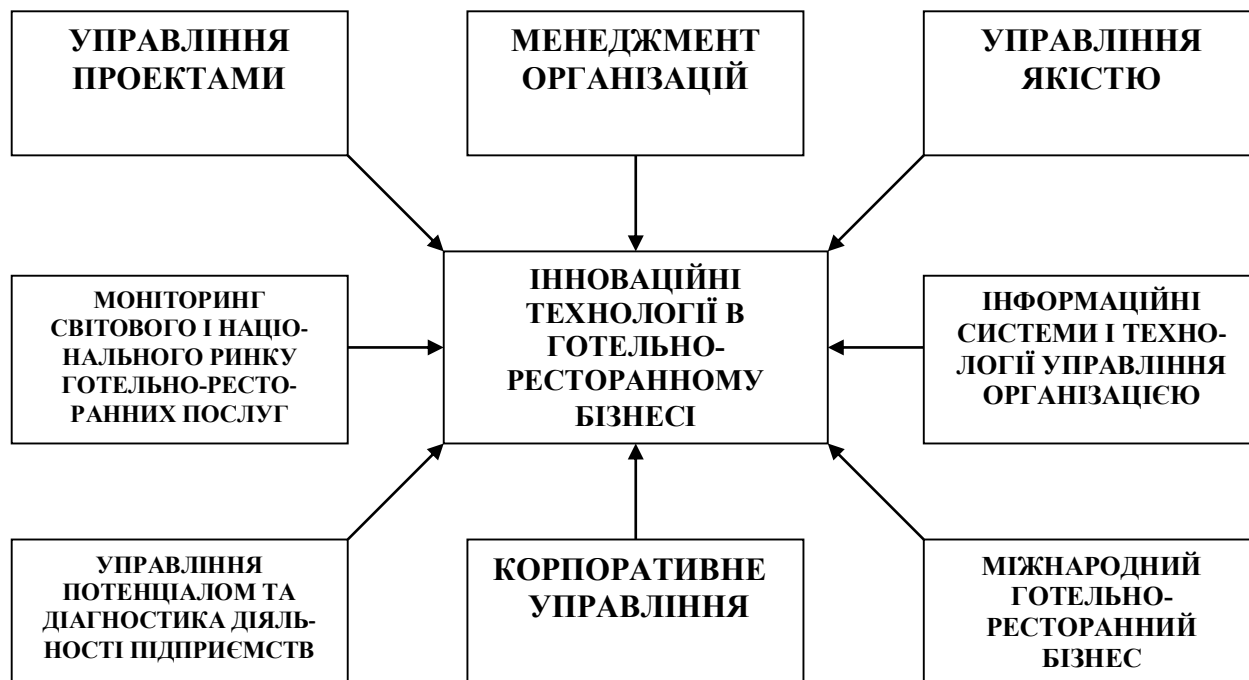 УПРАВЛІННЯ
ПРОЕКТАМИ
МЕНЕДЖМЕНТ
ОРГАНІЗАЦІЙ
УПРАВЛІННЯ
ЯКІСТЮ
МОНІТОРИНГ
СВІТОВОГО І НАЦІО-
НАЛЬНОГО РИНКУ
ГОТЕЛЬНО-РЕСТО-
РАННИХ ПОСЛУГ
ІННОВАЦІЙНІ
ТЕХНОЛОГІЇ В
ГОТЕЛЬНО-
РЕСТОРАННОМУ
БІЗНЕСІ
ІНФОРМАЦІЙНІ
СИСТЕМИ І ТЕХНО-
ЛОГІЇ УПРАВЛІННЯ
ОРГАНІЗАЦІЄЮ
УПРАВЛІННЯ
ПОТЕНЦІАЛОМ ТА
ДІАГНОСТИКА ДІЯЛЬ-
НОСТІ ПІДПРИЄМСТВ
КОРПОРАТИВНЕ
УПРАВЛІННЯ
МІЖНАРОДНИЙ
ГОТЕЛЬНО-
РЕСТОРАННИЙ
БІЗНЕС